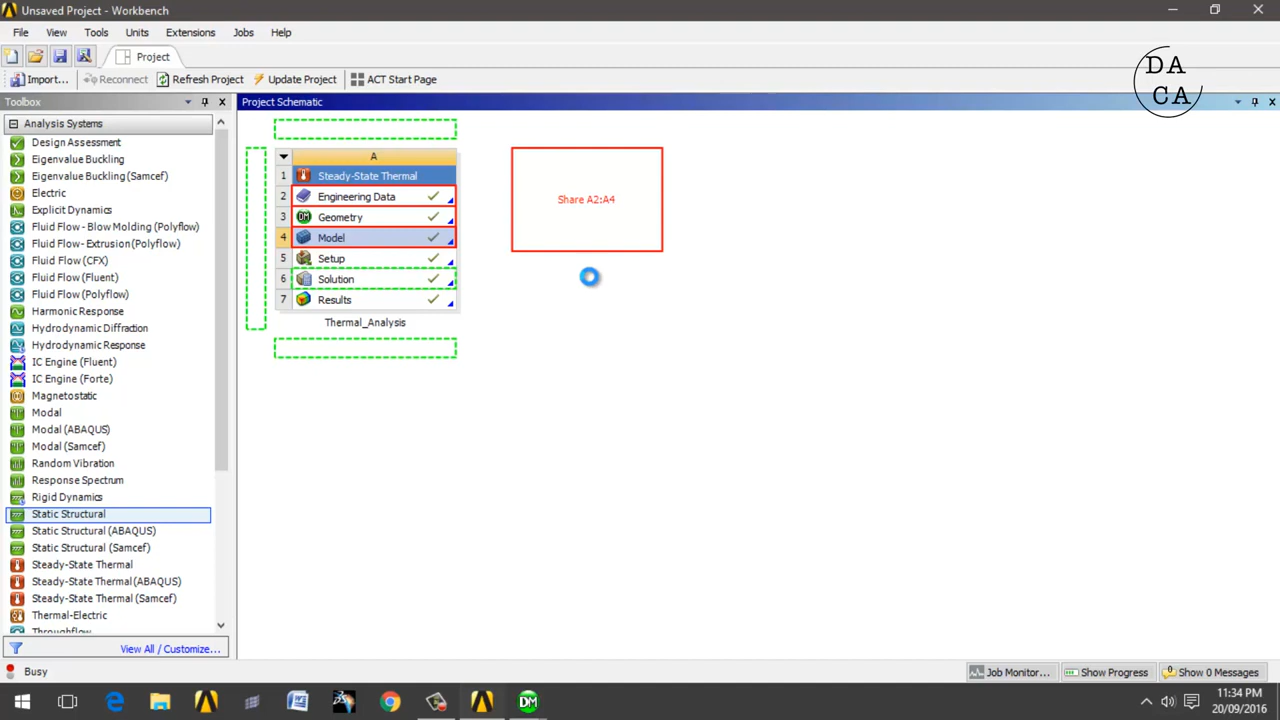 Unsaved Project - Workbench
File View Tools Units Extensions Jobs Help
Project
Import... Reconnect Refresh Project Update Project ACT Start Page
DA
CA
Toolbox
Analysis Systems
Design Assessment
Eigenvalue Buckling
Eigenvalue Buckling (Samcef)
Electric
Explicit Dynamics
Fluid Flow - Blow Molding (Polyflow)
Fluid Flow - Extrusion (Polyflow)
Fluid Flow (CFX)
Fluid Flow (Fluent)
Fluid Flow (Polyflow)
Harmonic Response
Hydrodynamic Diffraction
Hydrodynamic Response
IC Engine (Fluent)
IC Engine (Forte)
Magnetostatic
Modal
Modal (ABAQUS)
Modal (Samcef)
Random Vibration
Response Spectrum
Rigid Dynamics
Static Structural
Static Structural (ABAQUS)
Static Structural (Samcef)
Steady-State Thermal
Steady-State Thermal (ABAQUS)
Steady-State Thermal (Samcef)
Thermal-Electric
Throughflow
View All / Customize...
Project Schematic
A
1 Steady-State Thermal
2 Engineering Data
3 Geometry
4 Model
5 Setup
6 Solution
7 Results
Thermal_Analysis
Share A2:A4
Busy
Job Monitor... Show Progress Show 0 Messages
DM
11:34 PM
20/09/2016